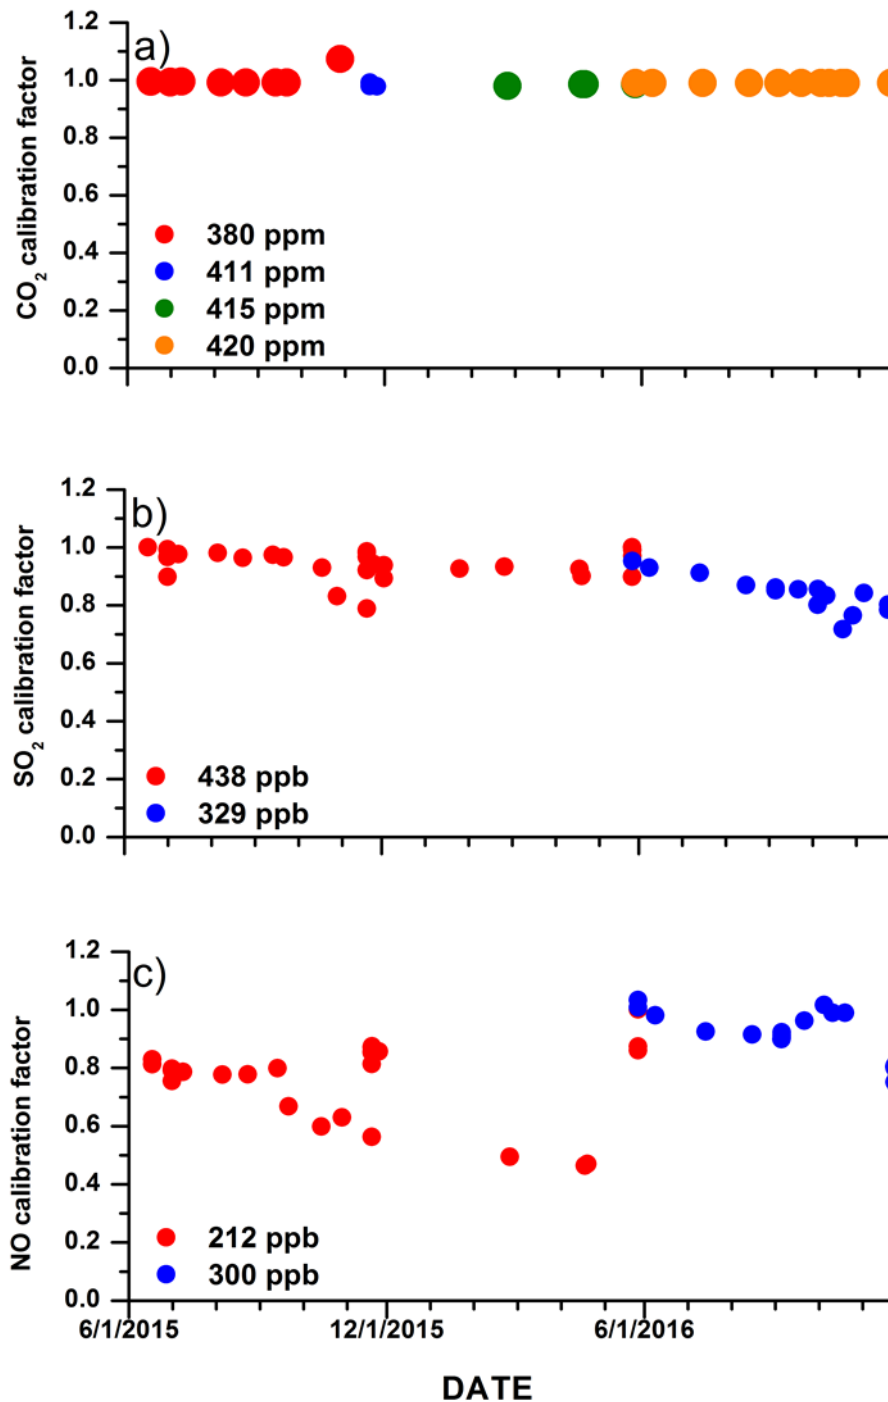 a)
CO2 calibration factor
1.2
1.0
0.8
0.6
0.4
0.2
0.0
380 ppm
411 ppm
415 ppm
420 ppm
b)
SO2 calibration factor
1.2
1.0
0.8
0.6
0.4
0.2
0.0
438 ppb
329 ppb
c)
NO calibration factor
1.2
1.0
0.8
0.6
0.4
0.2
0.0
212 ppb
300 ppb
6/1/2015 12/1/2015 6/1/2016
DATE